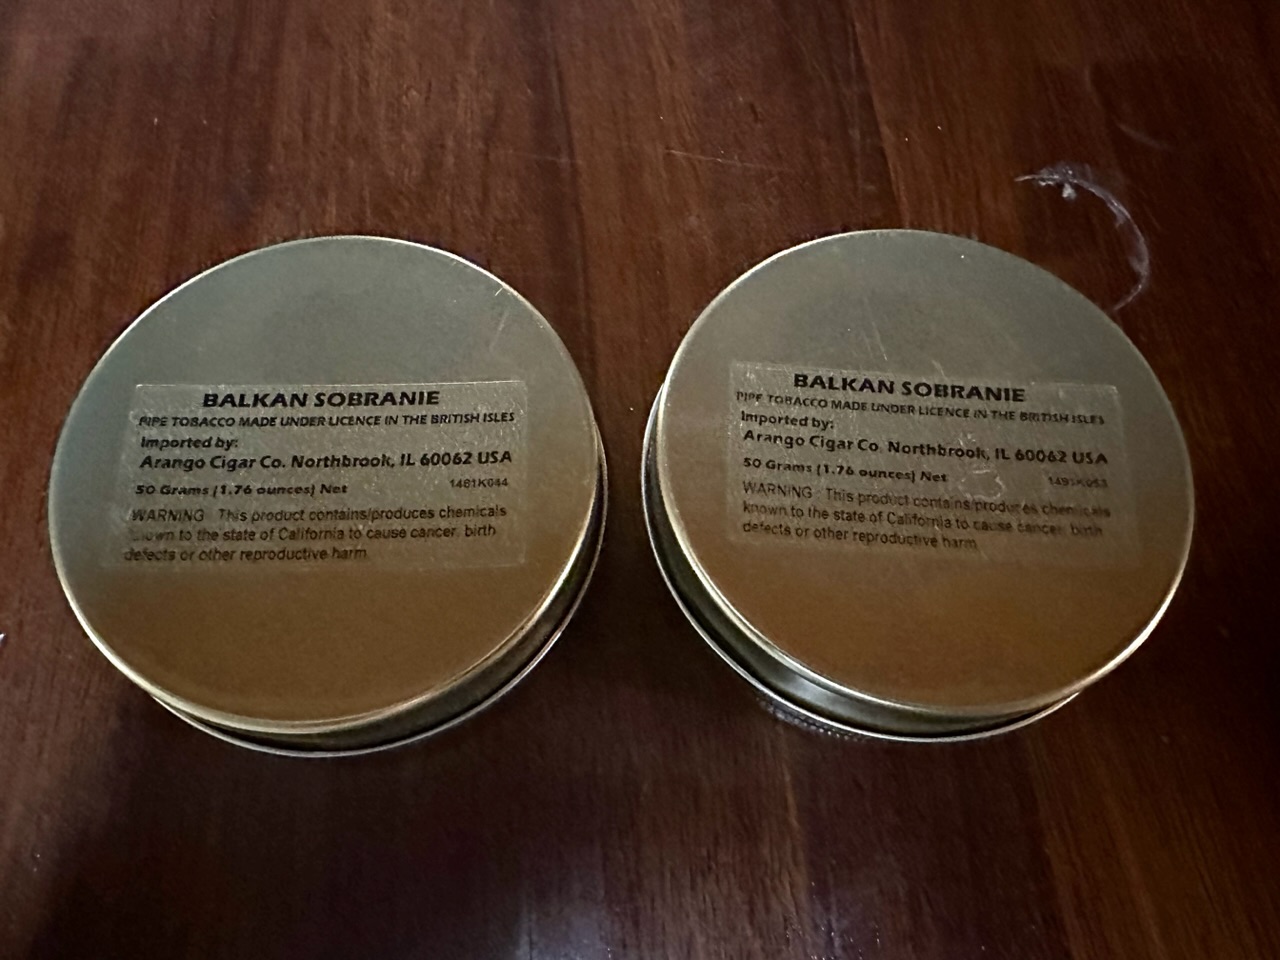 BALKAN SOBRANIE
PIPE TOBACCO MADE UNDER LICENCE IN THE BRITISH ISLES
Imported by:
Arango Cigar Co. Northbrook, IL 60062 USA
50 Grams (1.76 ounces) Net 1481K044
WARNING This product contains/produces chemicals
known to the state of California to cause cancer birth
defects or other reproductive harm
BALKAN SOBRANIE
PIPE TOBACCO MADE UNDER LICENCE IN THE BRITISH ISLES
Imported by:
Arango Cigar Co. Northbrook, IL 60062 USA
50 Grams (1.76 ounces) Net
WARNING This product contains/produces chemicals
known to the state of California to cause cancer birth
defects or other reproductive harm